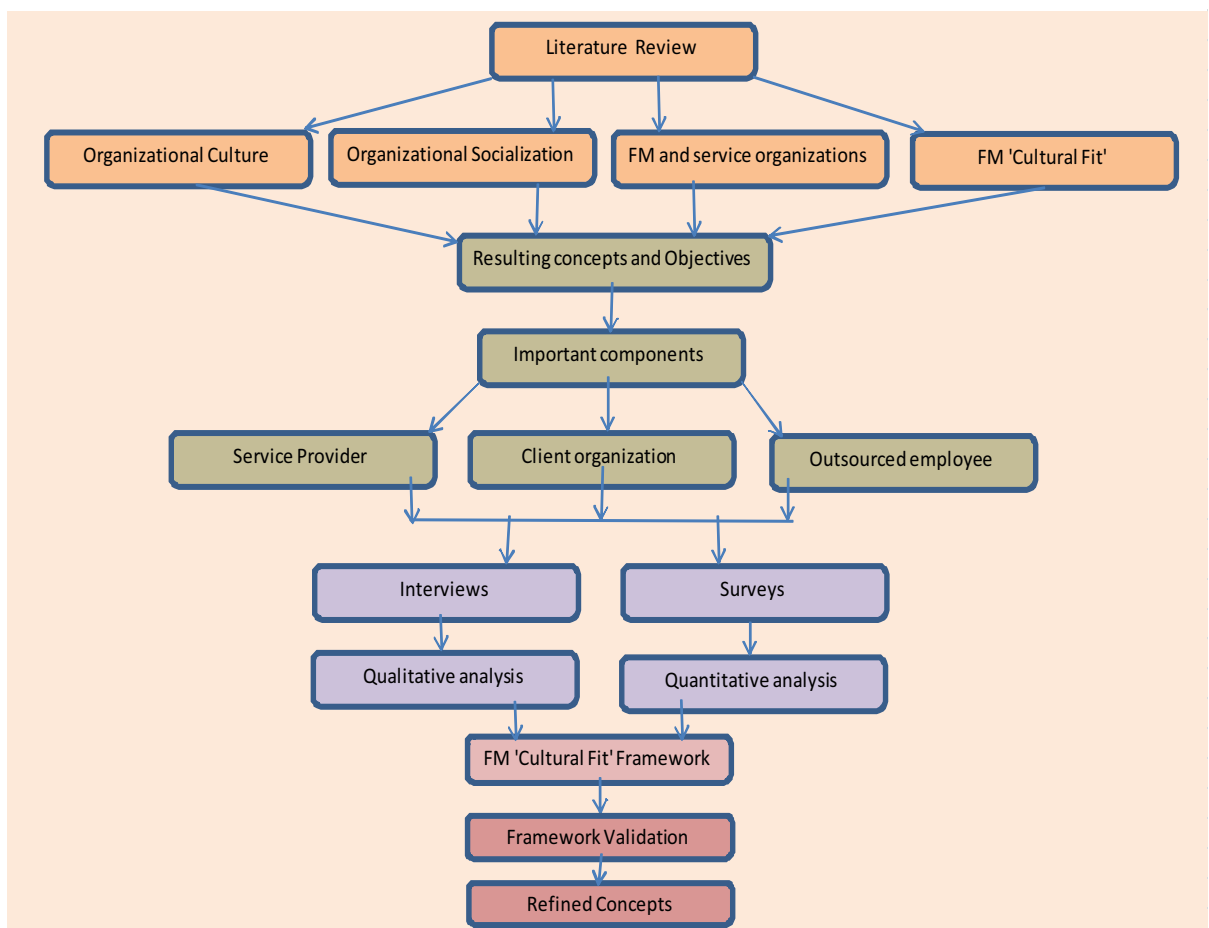 Literature Review
Organizational Culture
Organizational Socialization
FM and service organizations
FM 'Cultural Fit'
Resulting concepts and Objectives
Important components
Service Provider
Client organization
Outsourced employee
Interviews
Surveys
Qualitative analysis
Quantitative analysis
FM 'Cultural Fit' Framework
Framework Validation
Refined Concepts